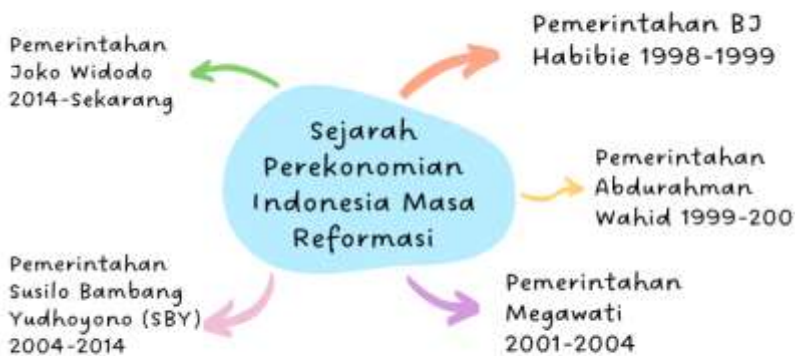 Sejarah
Perekonomian
Indonesia Masa
Reformasi
Pemerintahan BJ
Habibie 1998-1999
Pemerintahan
Abdurahman
Wahid 1999-200
Pemerintahan
Megawati
2001-2004
Pemerintahan
Susilo Bambang
Yudhoyono (SBY)
2004-2014
Pemerintahan
Joko Widodo
2014-Sekarang